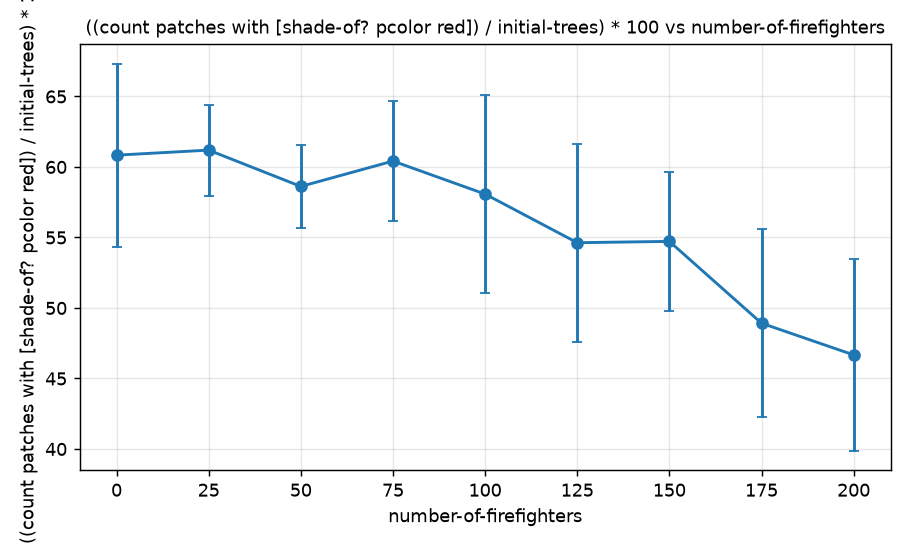 ((count patches with [shade-of? pcolor red]) / initial-trees) * 100 vs number-of-firefighters
((count patches with [shade-of? pcolor red]) / initial-trees) *
65
60
55
50
45
40
0 25 50 75 100 125 150 175 200
number-of-firefighters